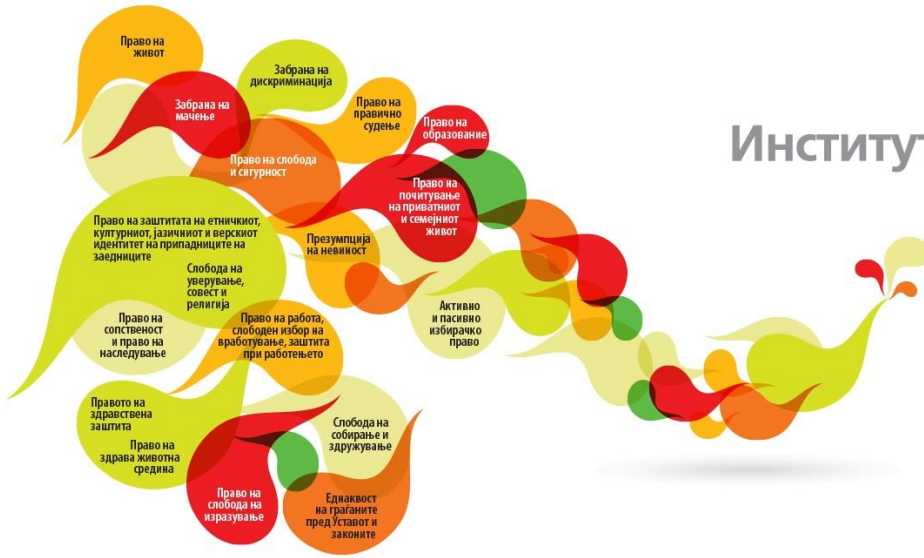 Право на
живот
Забрана на
дискриминација
Забрана на
мачење
Право на
правично
судење
Право на
образование
Институт
Право на слобода
и сигурност
Право на
почитување
на приватниот
и семејниот
живот
Право на заштитата на етничкиот,
културниот, јазичниот и верскиот
идентитет на припадниците на
заедниците
Презумпција
на невиност
Слобода на
уверување,
совест и
религија
Право на
сопственост
и право на
наследување
Право на работа,
слободен избор на
вработување, заштита
при работењето
Активно
и пасивно
избирачко
право
Правото на
здравствена
заштита
Право на
здрава животна
средина
Слобода на
собирање и
здружување
Право на
слобода на
изразување
Еднаквост
на граѓаните
пред Уставот и
законите